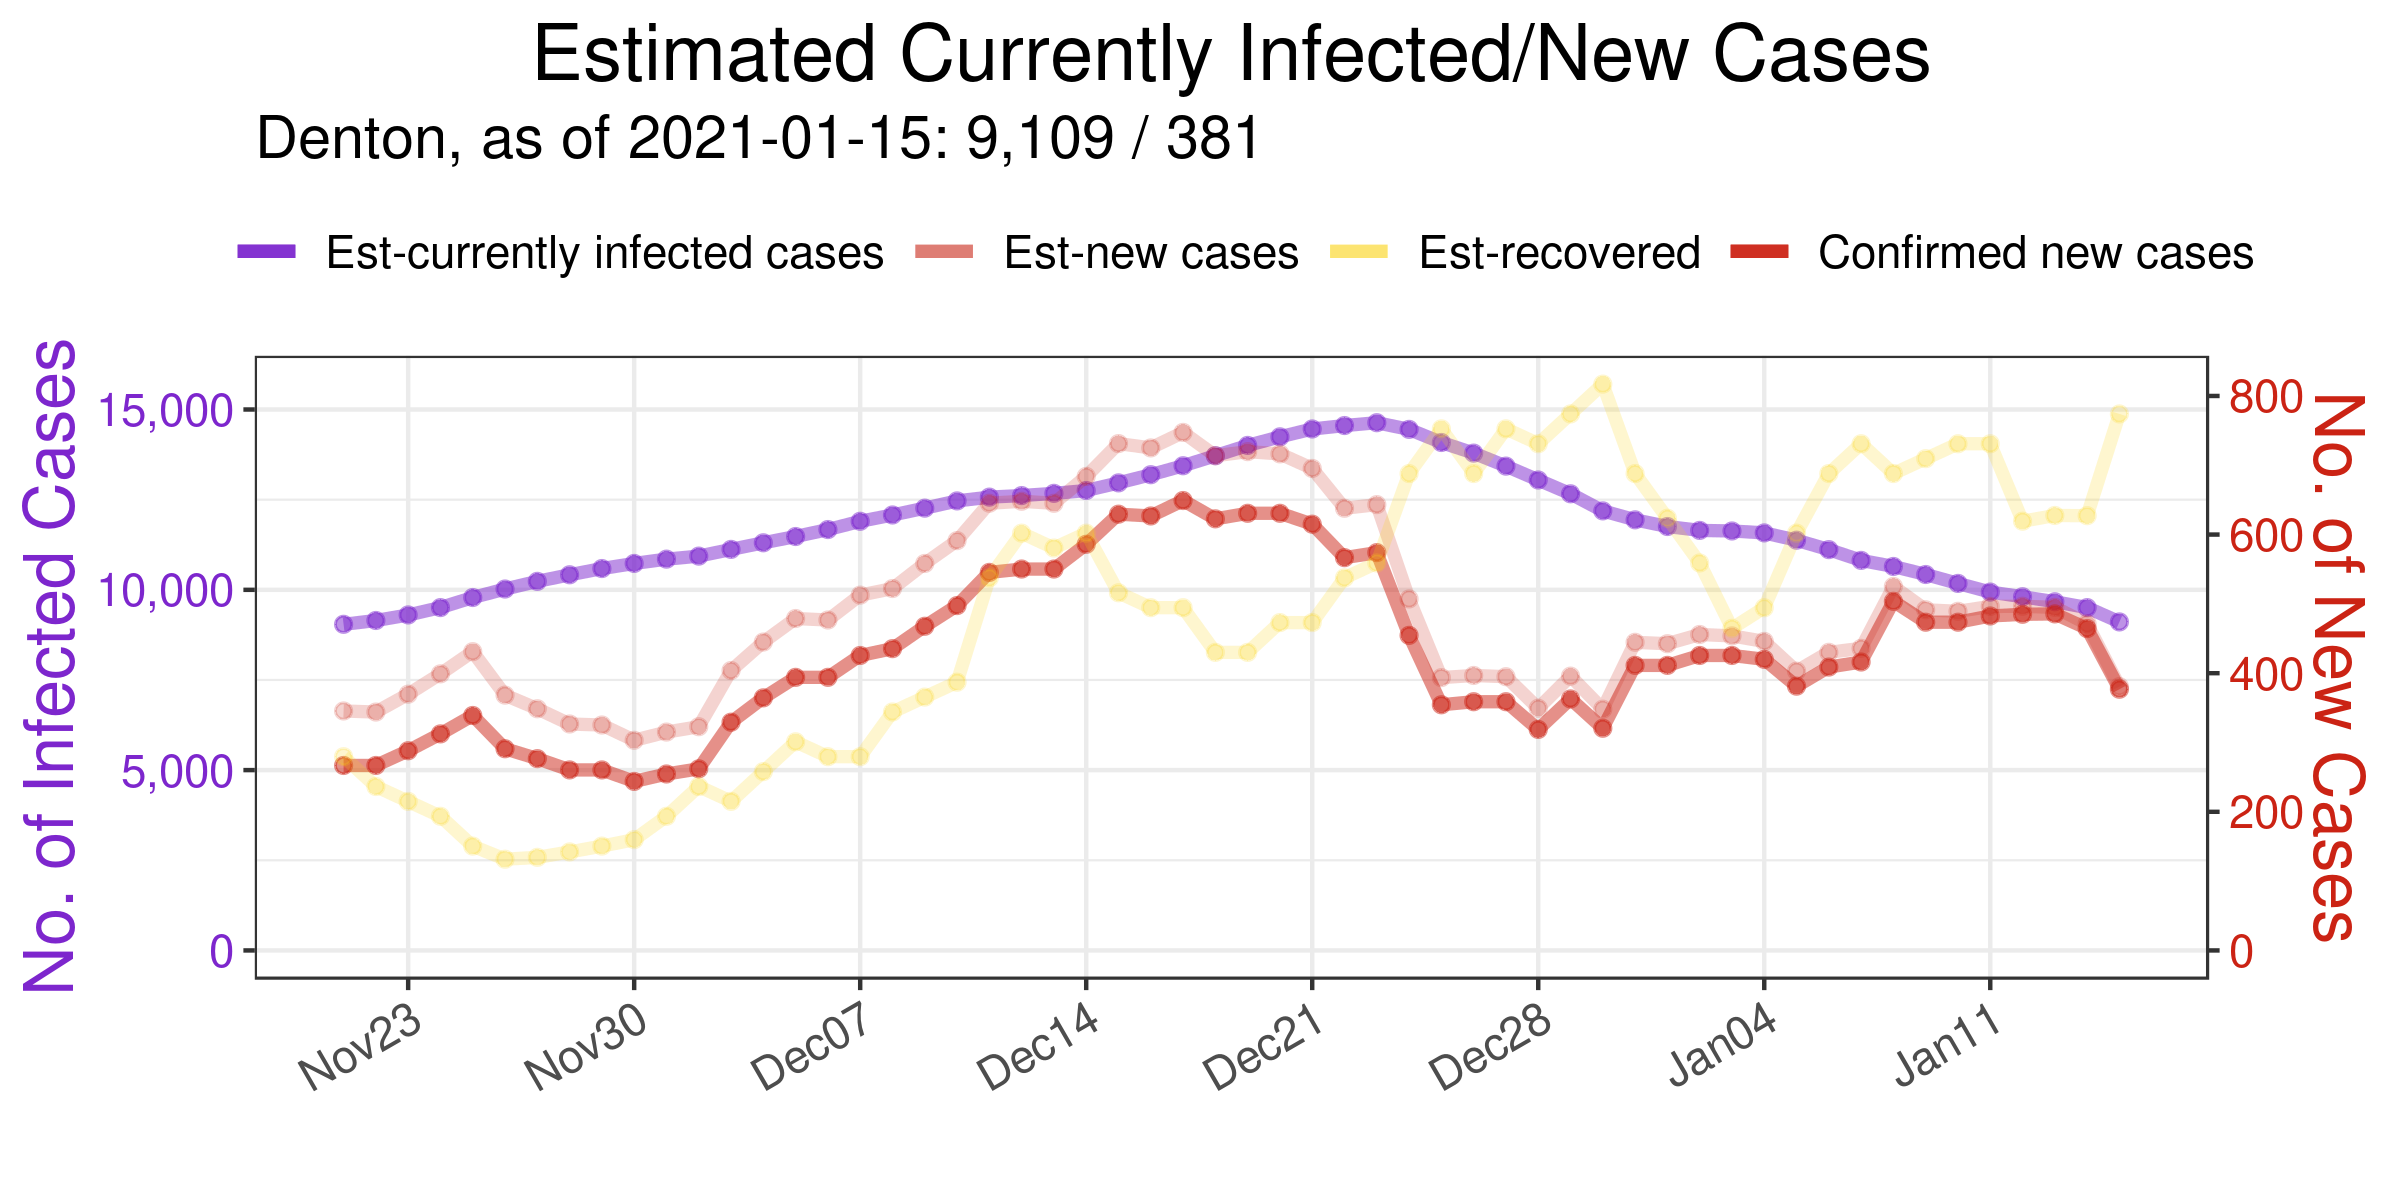 Estimated Currently Infected/New Cases
Denton, as of 2021-01-15: 9,109 / 381
Est-currently infected cases Est-new cases Est-recovered Confirmed new cases
No. of Infected Cases
15,000
10,000
5,000
0
800
600
400
200
0
No. of New Cases
Nov23 Nov30 Dec07 Dec14 Dec21 Dec28 Jan04 Jan11